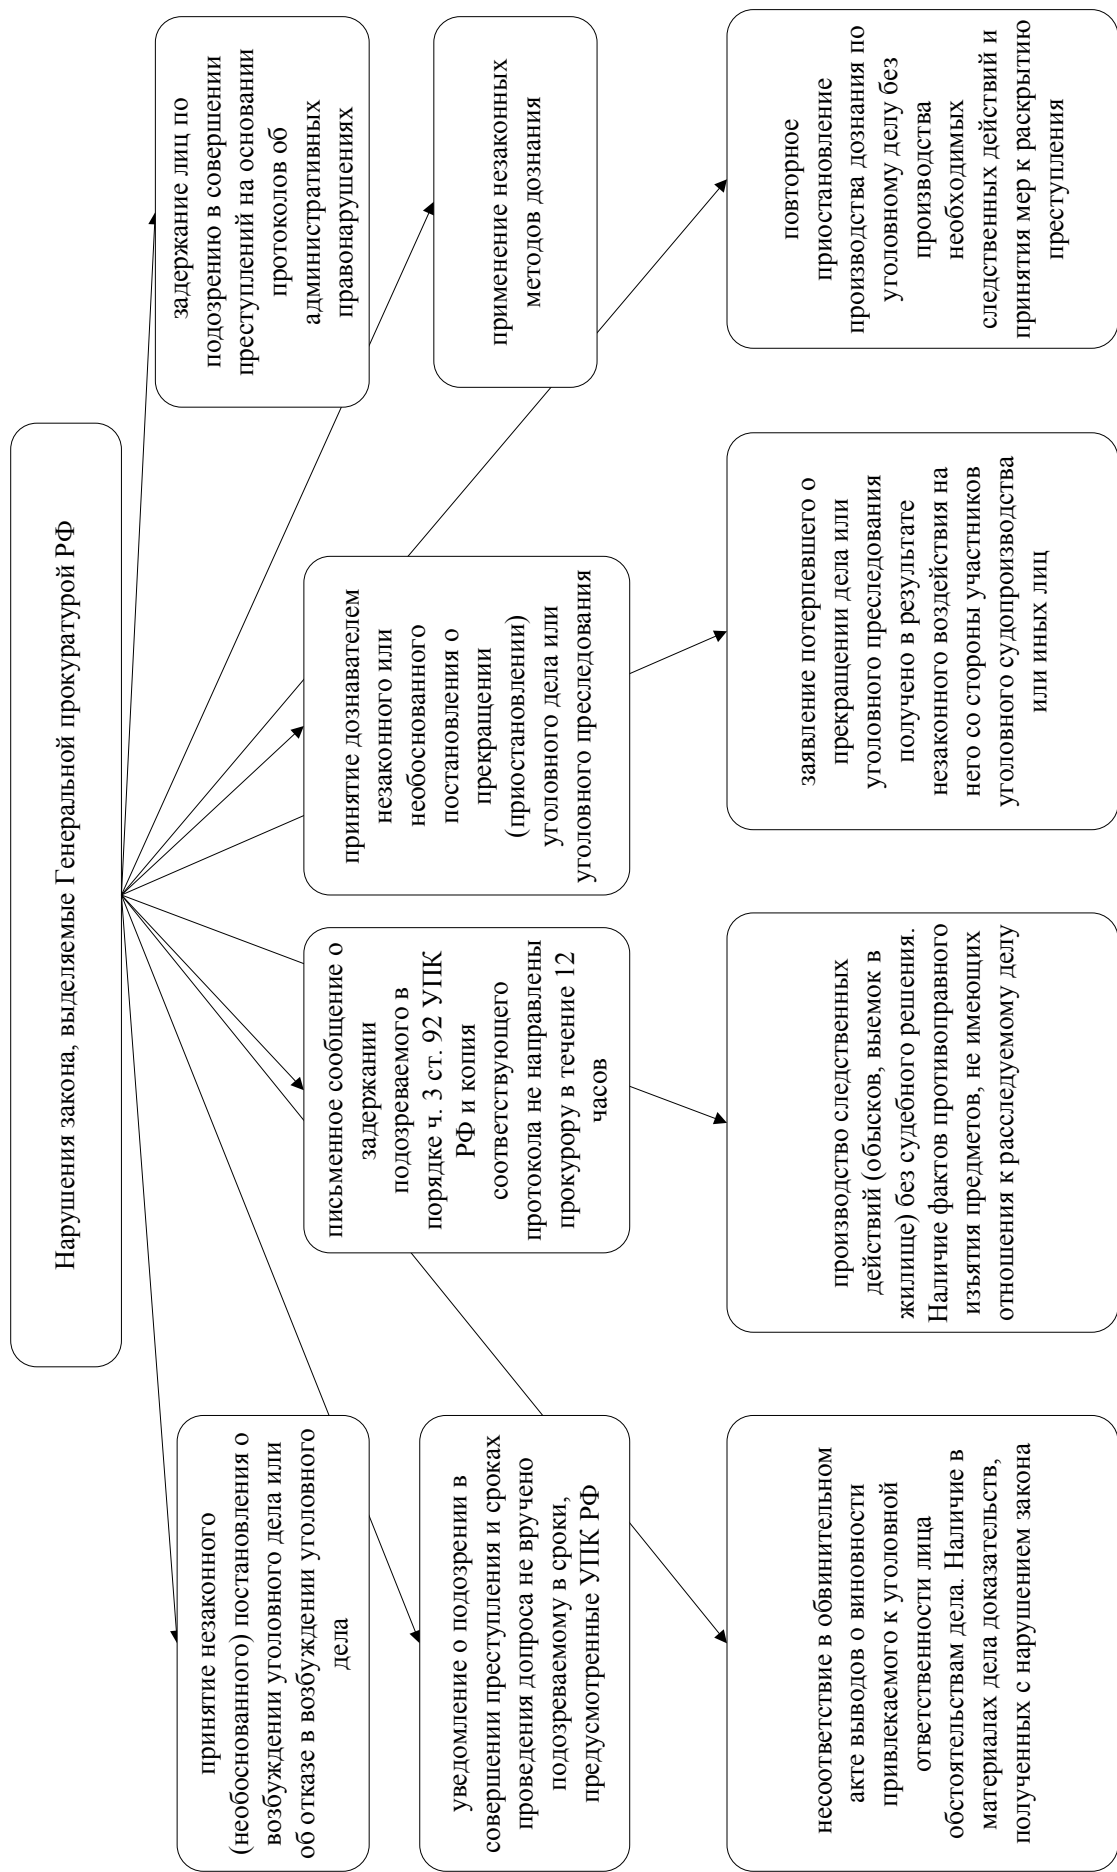 Нарушения закона, выделяемые Генеральной прокуратурой РФ
принятие незаконного
(необоснованного) постановления о
возбуждении уголовного дела или
об отказе в возбуждении уголовного
дела
задержание лиц по
подозрению в совершении
преступлений на основании
протоколов об
административных
правонарушениях
уведомление о подозрении в
совершении преступления и сроках
проведения допроса не вручено
подозреваемому в сроки,
предусмотренные УПК РФ
письменное сообщение о
задержании
подозреваемого в
порядке ч. 3 ст. 92 УПК
РФ и копия
соответствующего
протокола не направлены
прокурору в течение 12
часов
принятие дознавателем
незаконного или
необоснованного
постановления о
прекращении
(приостановлении)
уголовного дела или
уголовного преследования
применение незаконных
методов дознания
несоответствие в обвинительном
акте выводов о виновности
привлекаемого к уголовной
ответственности лица
обстоятельствам дела. Наличие в
материалах дела доказательств,
полученных с нарушением закона
производство следственных
действий (обысков, выемок в
жилище) без судебного решения.
Наличие фактов противоправного
изъятия предметов, не имеющих
отношения к расследуемому делу
заявление потерпевшего о
прекращении дела или
уголовного преследования
получено в результате
незаконного воздействия на
него со стороны участников
уголовного судопроизводства
или иных лиц
повторное
приостановление
производства дознания по
уголовному делу без
производства
необходимых
следственных действий и
принятия мер к раскрытию
преступления